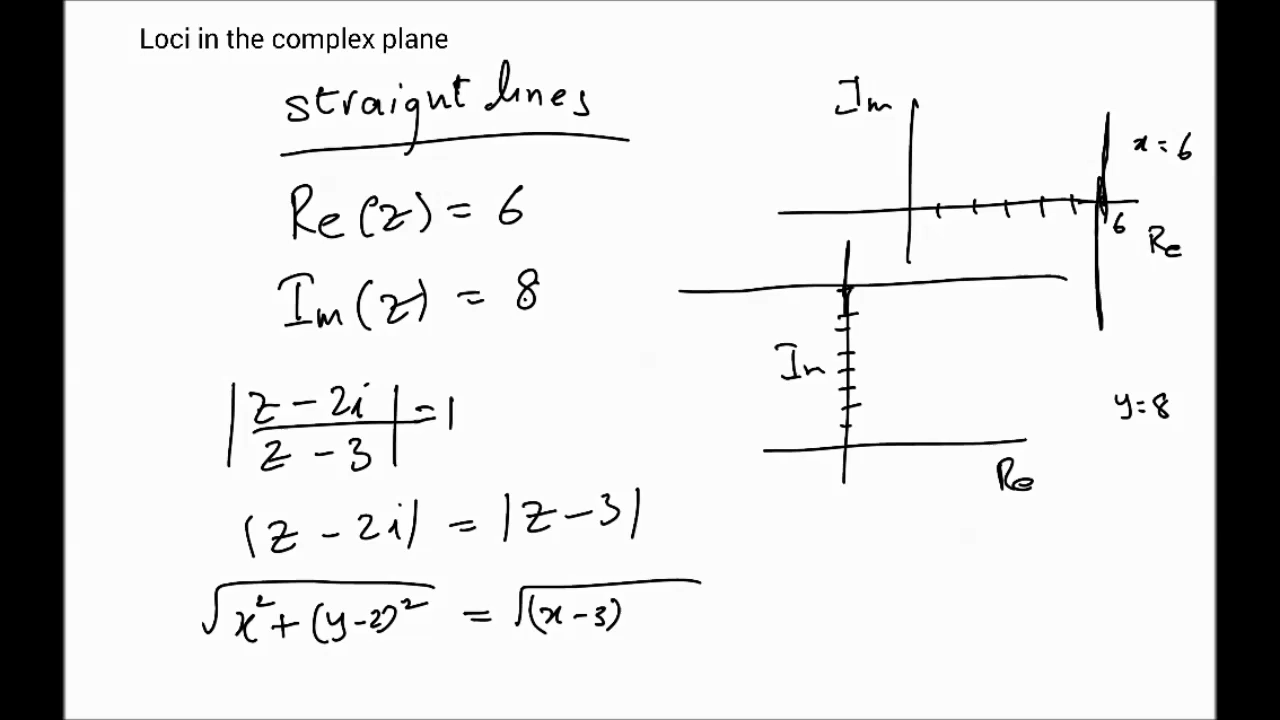 Loci in the complex plane
straight lines
Re(z) = 6
Im(z) = 8
|z - 2i / z - 3| = 1
|z - 2i| = |z - 3|
√(x² + (y-2)²) = √((x-3)
Im
x = 6
6
Re
Im
y = 8
Re